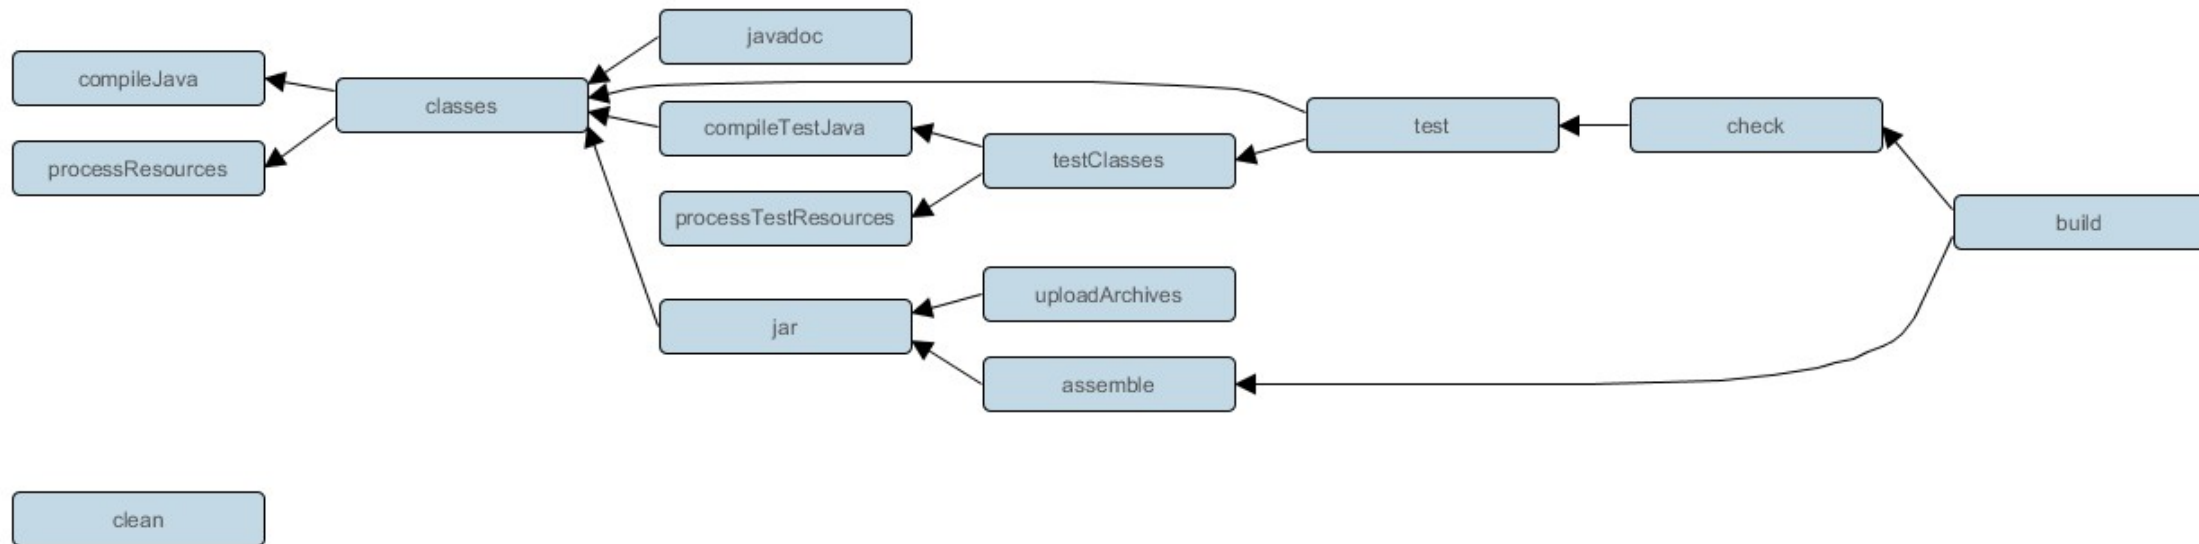 javadoc
compileJava
classes
compileTestJava
test
check
testClasses
processResources
processTestResources
build
uploadArchives
jar
assemble
clean